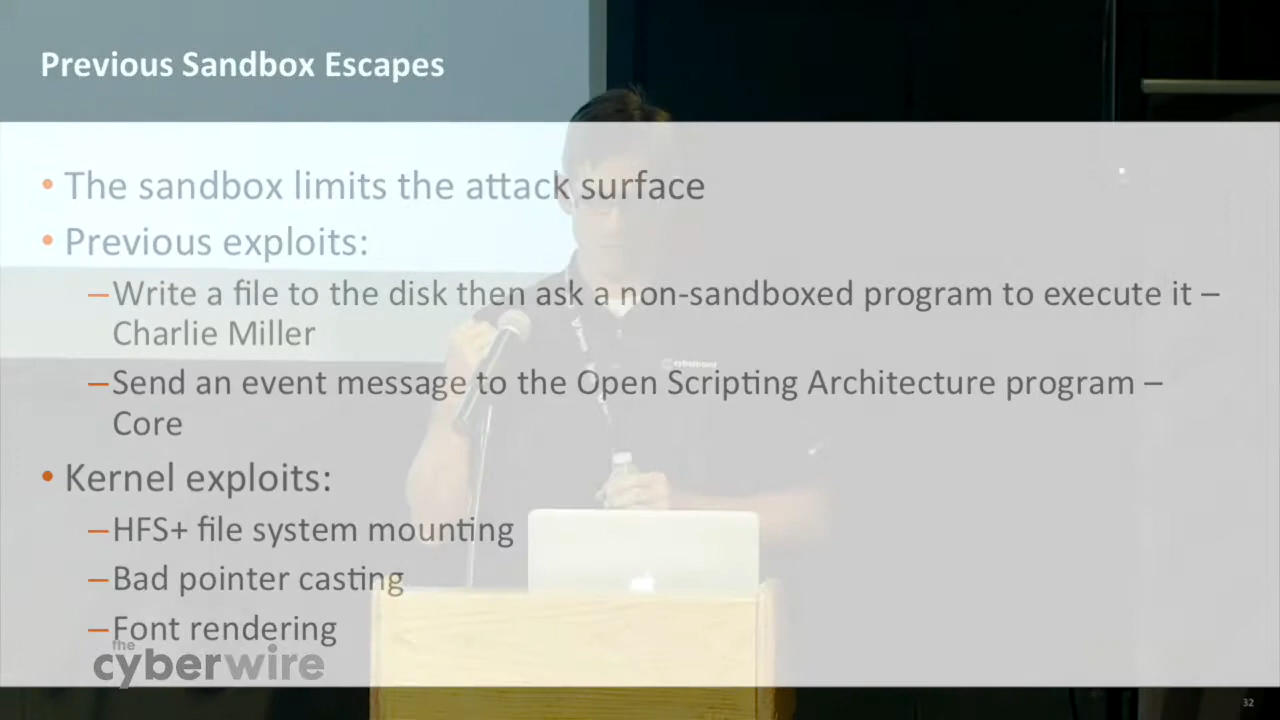 Previous Sandbox Escapes
• The sandbox limits the attack surface
• Previous exploits:
–Write a file to the disk then ask a non-sandboxed program to execute it –
Charlie Miller
–Send an event message to the Open Scripting Architecture program –
Core
• Kernel exploits:
–HFS+ file system mounting
–Bad pointer casting
–Font rendering
the
cyberwire
32